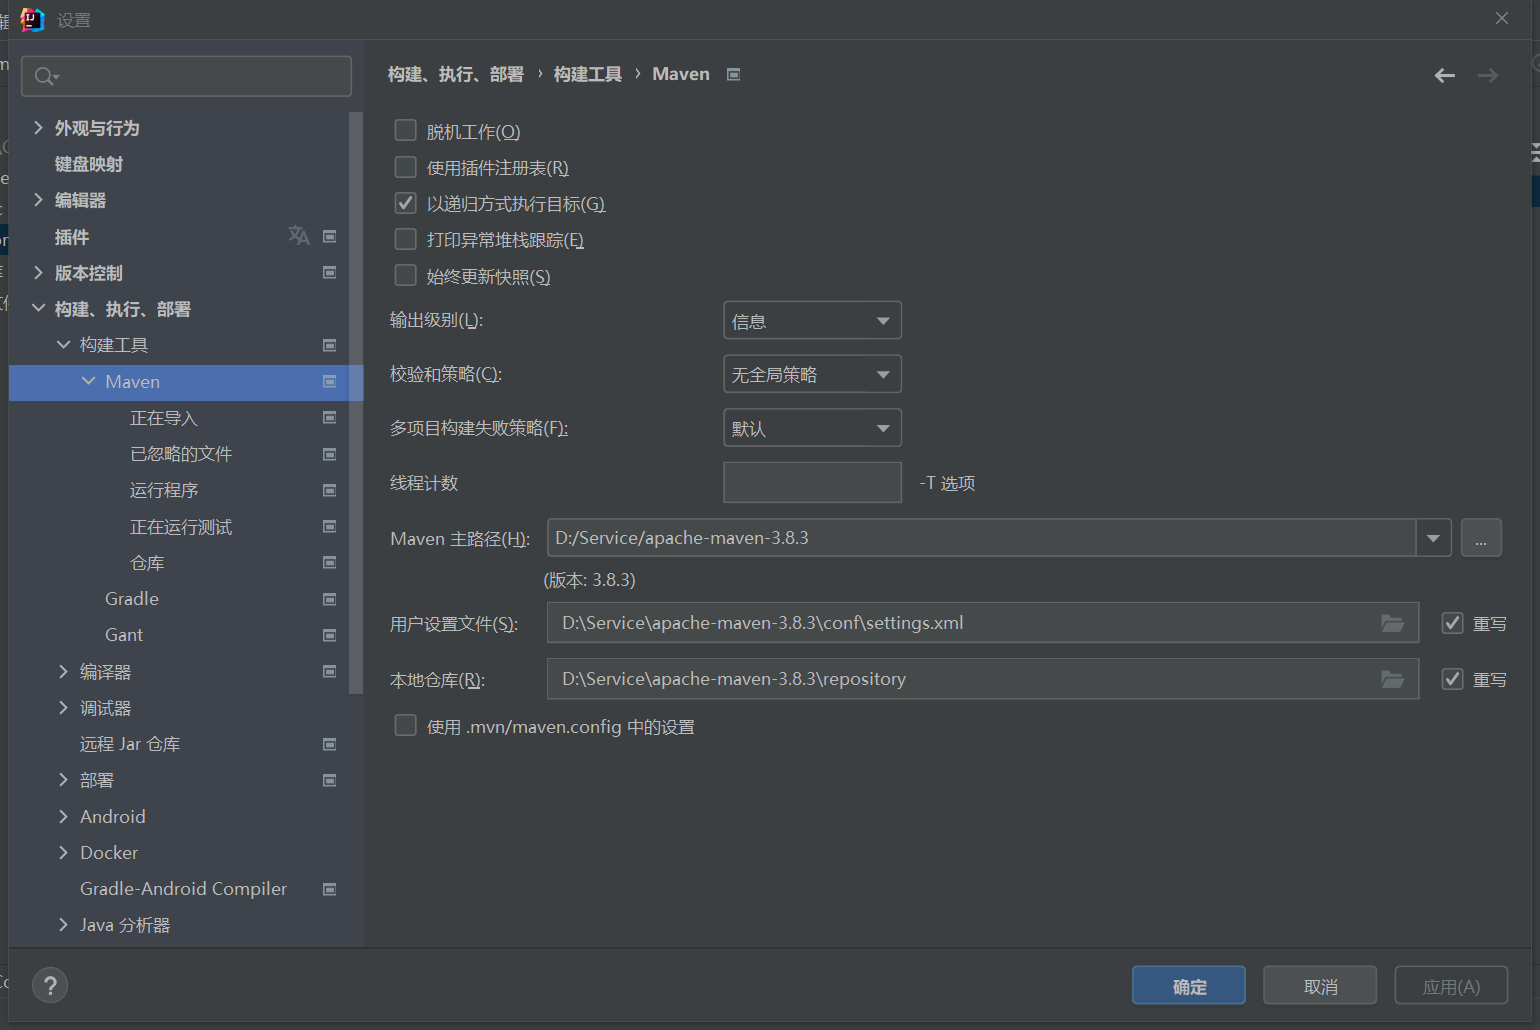 设置
外观与行为
键盘映射
编辑器
插件
版本控制
构建、执行、部署
构建工具
Maven
正在导入
已忽略的文件
运行程序
正在运行测试
仓库
Gradle
Gant
编译器
调试器
远程 Jar 仓库
部署
Android
Docker
Gradle-Android Compiler
Java 分析器
构建、执行、部署 › 构建工具 › Maven
脱机工作(O)
使用插件注册表(R)
以递归方式执行目标(G)
打印异常堆栈跟踪(E)
始终更新快照(S)
输出级别(L): 信息
校验和策略(C): 无全局策略
多项目构建失败策略(F): 默认
线程计数 -T 选项
Maven 主路径(H): D:/Service/apache-maven-3.8.3 ...
(版本: 3.8.3)
用户设置文件(S): D:\Service\apache-maven-3.8.3\conf\settings.xml 重写
本地仓库(R): D:\Service\apache-maven-3.8.3\repository 重写
使用 .mvn/maven.config 中的设置
? 确定 取消 应用(A)